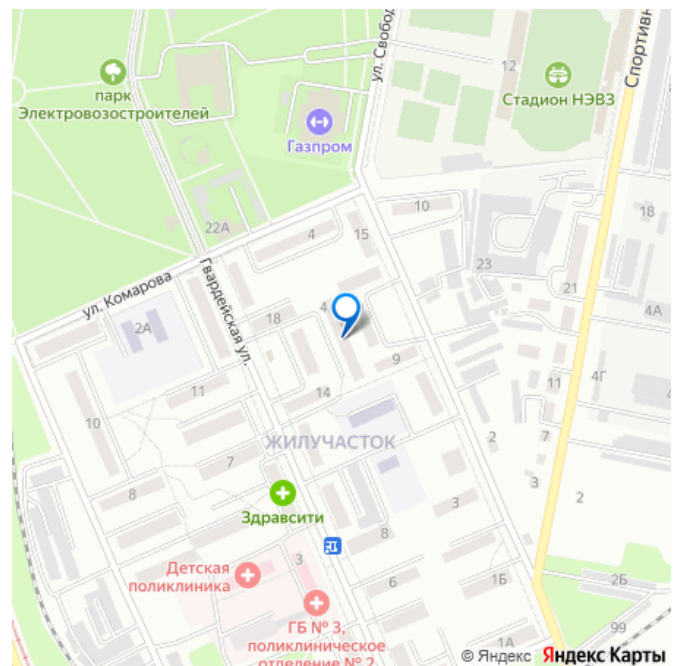 ул. Свобод
12
Спортивн
парк
Электровозостроителей
Стадион НЭВЗ
Газпром
22А
4
15
10
18
23
ул. Комарова
Гвардейская ул.
21
4А
2А
18
4
9
4Г
11
11
14
10
ЖИЛУЧАСТОК
7
2
7
8
3
3
2
Здравсити
8
Детская
поликлиника
3
6
1Б
2Б
ГБ № 3,
поликлиническое
отделение № 2
1А
99
© Яндекс Яндекс Карты